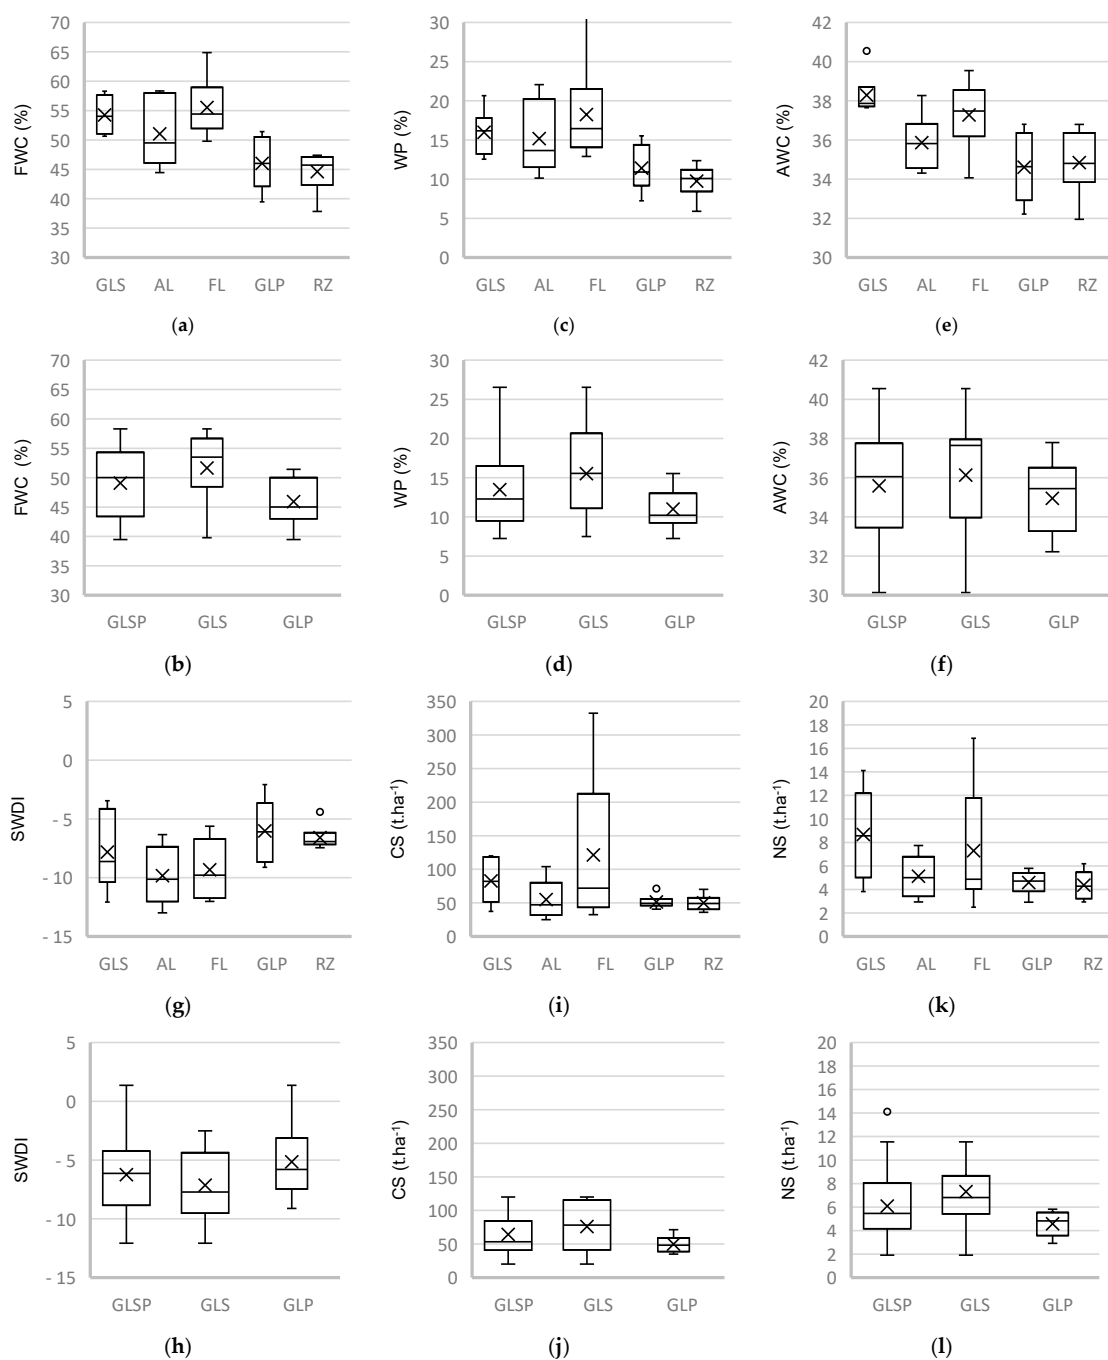 70
65
60
55
50
45
40
35
30
FWC (%)
GLS AL FL GLP RZ
(a)
30
25
20
15
10
5
0
WP (%)
GLS AL FL GLP RZ
(c)
42
40
38
36
34
32
30
AWC (%)
GLS AL FL GLP RZ
(e)
70
65
60
55
50
45
40
35
30
FWC (%)
GLSP GLS GLP
(b)
30
25
20
15
10
5
0
WP (%)
GLSP GLS GLP
(d)
42
40
38
36
34
32
30
AWC (%)
GLSP GLS GLP
(f)
5
0
- 5
- 10
- 15
SWDI
GLS AL FL GLP RZ
(g)
350
300
250
200
150
100
50
0
CS (t.ha⁻¹)
GLS AL FL GLP RZ
(i)
20
18
16
14
12
10
8
6
4
2
0
NS (t.ha⁻¹)
GLS AL FL GLP RZ
(k)
5
0
- 5
- 10
- 15
SWDI
GLSP GLS GLP
(h)
350
300
250
200
150
100
50
0
CS (t.ha⁻¹)
GLSP GLS GLP
(j)
20
18
16
14
12
10
8
6
4
2
0
NS (t.ha⁻¹)
GLSP GLS GLP
(l)